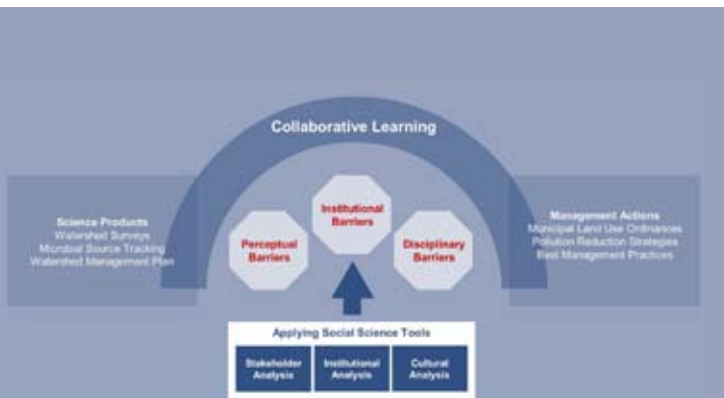 Collaborative Learning
Science Products
Watershed Surveys
Microbial Source Tracking
Watershed Management Plan
Perceptual
Barriers
Institutional
Barriers
Disciplinary
Barriers
Management Actions
Municipal Land Use Ordinances
Pollution Reduction Strategies
Best Management Practices
Applying Social Science Tools
Stakeholder
Analysis
Institutional
Analysis
Cultural
Analysis